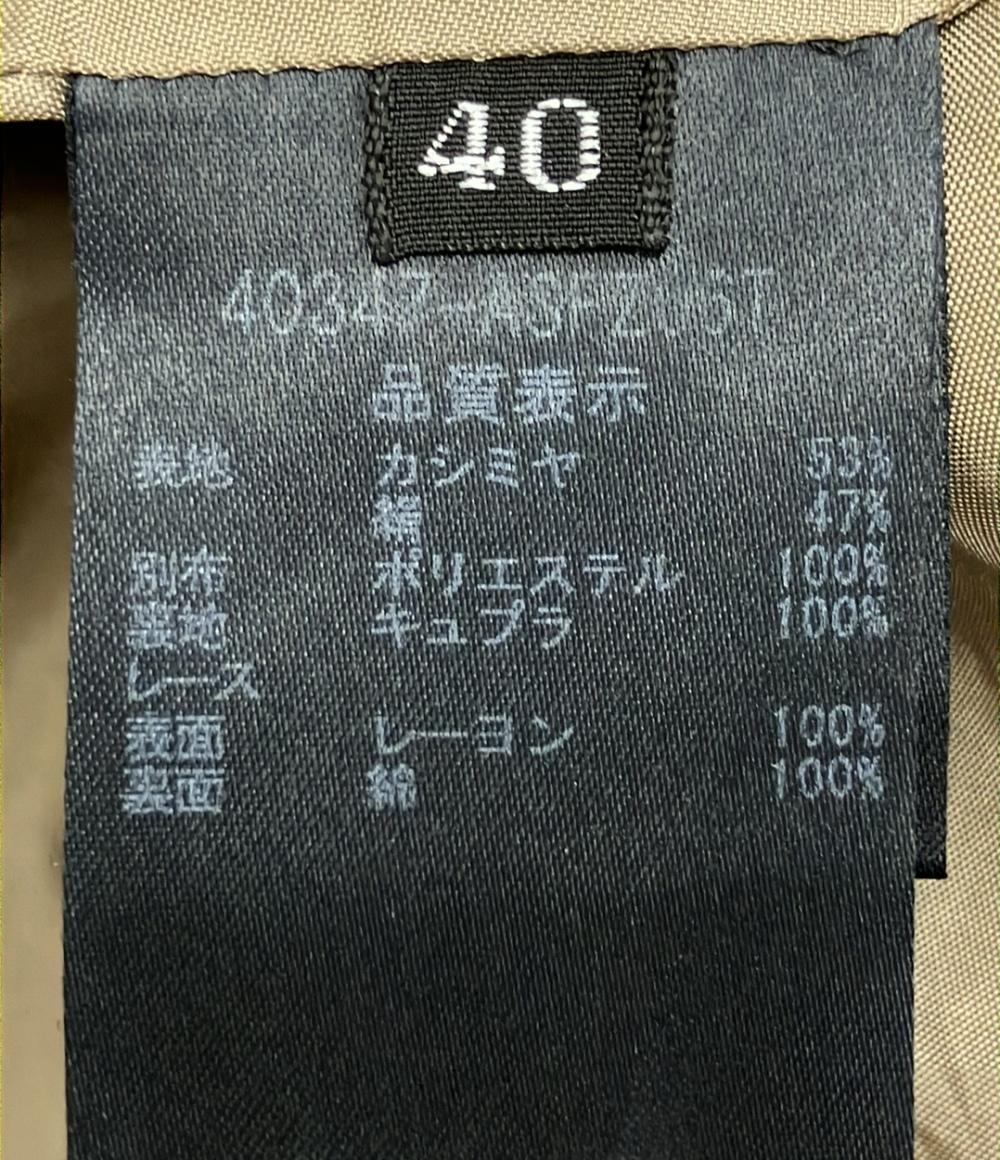 40
品質表示
表地 カシミヤ 53%
絹 47%
別布 ポリエステル 100%
裏地 キュプラ 100%
レース
表面 レーヨン 100%
裏面 綿 100%